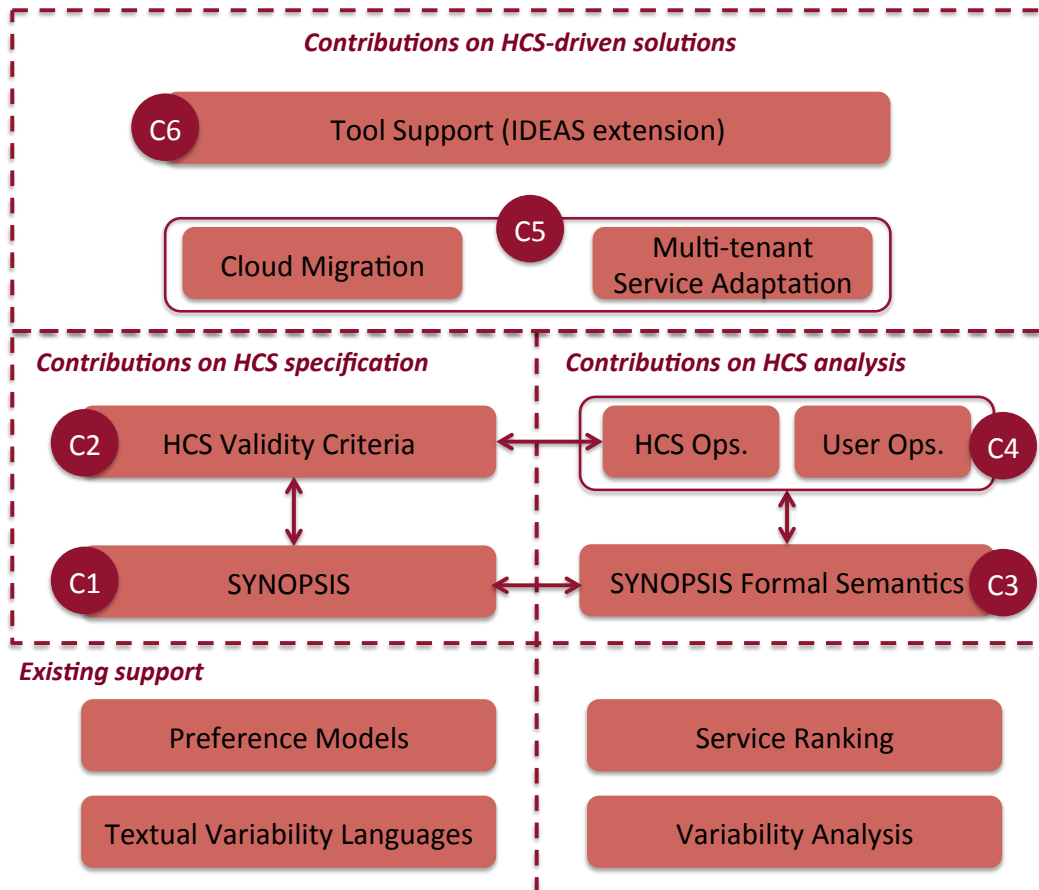 Contributions on HCS-driven solutions
C6
Tool Support (IDEAS extension)
C5
Cloud Migration
Multi-tenant
Service Adaptation
Contributions on HCS specification
C2
HCS Validity Criteria
C1
SYNOPSIS
Contributions on HCS analysis
HCS Ops.
User Ops.
C4
SYNOPSIS Formal Semantics
C3
Existing support
Preference Models
Service Ranking
Textual Variability Languages
Variability Analysis